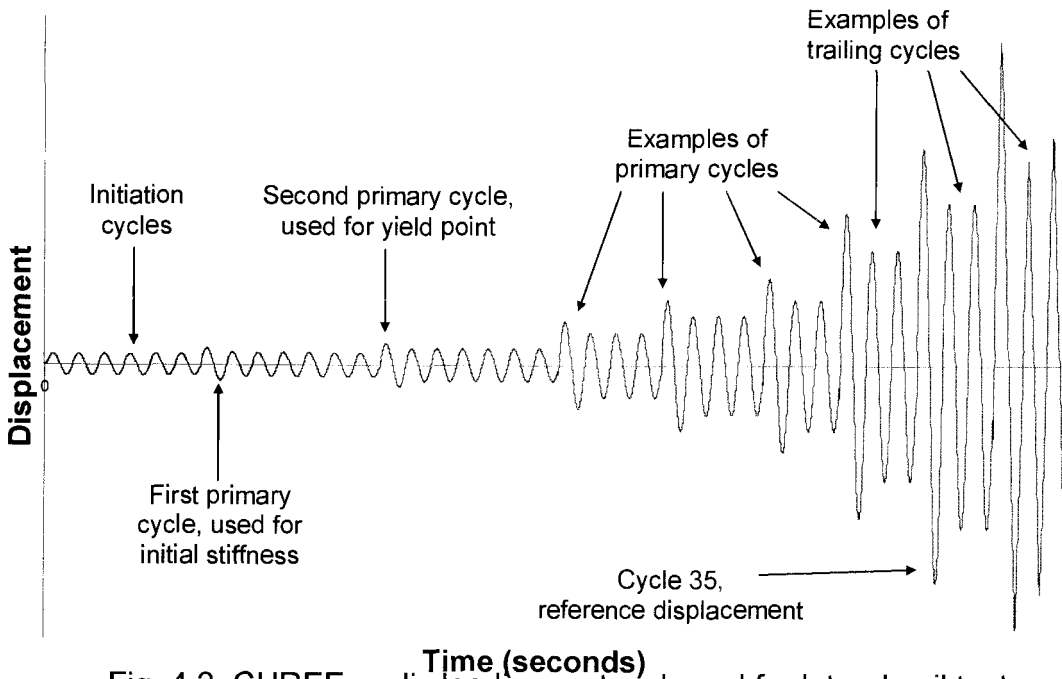 Examples of
trailing cycles
Examples of
primary cycles
Initiation
cycles
Second primary cycle,
used for yield point
Displacement
0
First primary
cycle, used for
initial stiffness
Cycle 35,
reference displacement
Time (seconds)
Fig. 4.2 CUREE